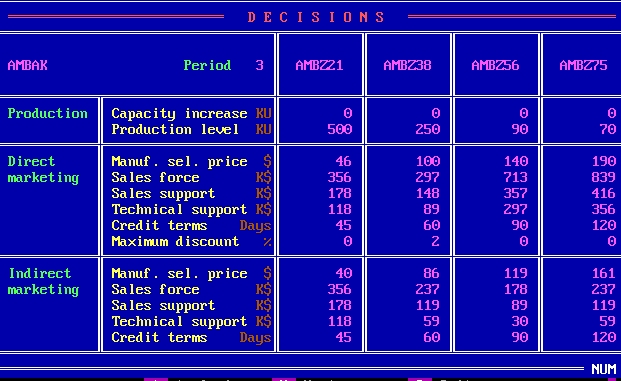 DECISIONS
AMBAK Period 3 AMBZ21 AMBZ38 AMBZ56 AMBZ75
Production Capacity increase KU 0 0 0 0
Production level KU 500 250 90 70
Direct Manuf. sel. price $ 46 100 140 190
marketing Sales force K$ 356 297 713 839
Sales support K$ 178 148 357 416
Technical support K$ 118 89 297 356
Credit terms Days 45 60 90 120
Maximum discount % 0 2 0 0
Indirect Manuf. sel. price $ 40 86 119 161
marketing Sales force K$ 356 237 178 237
Sales support K$ 178 119 89 119
Technical support K$ 118 59 30 59
Credit terms Days 45 60 90 120
NUM